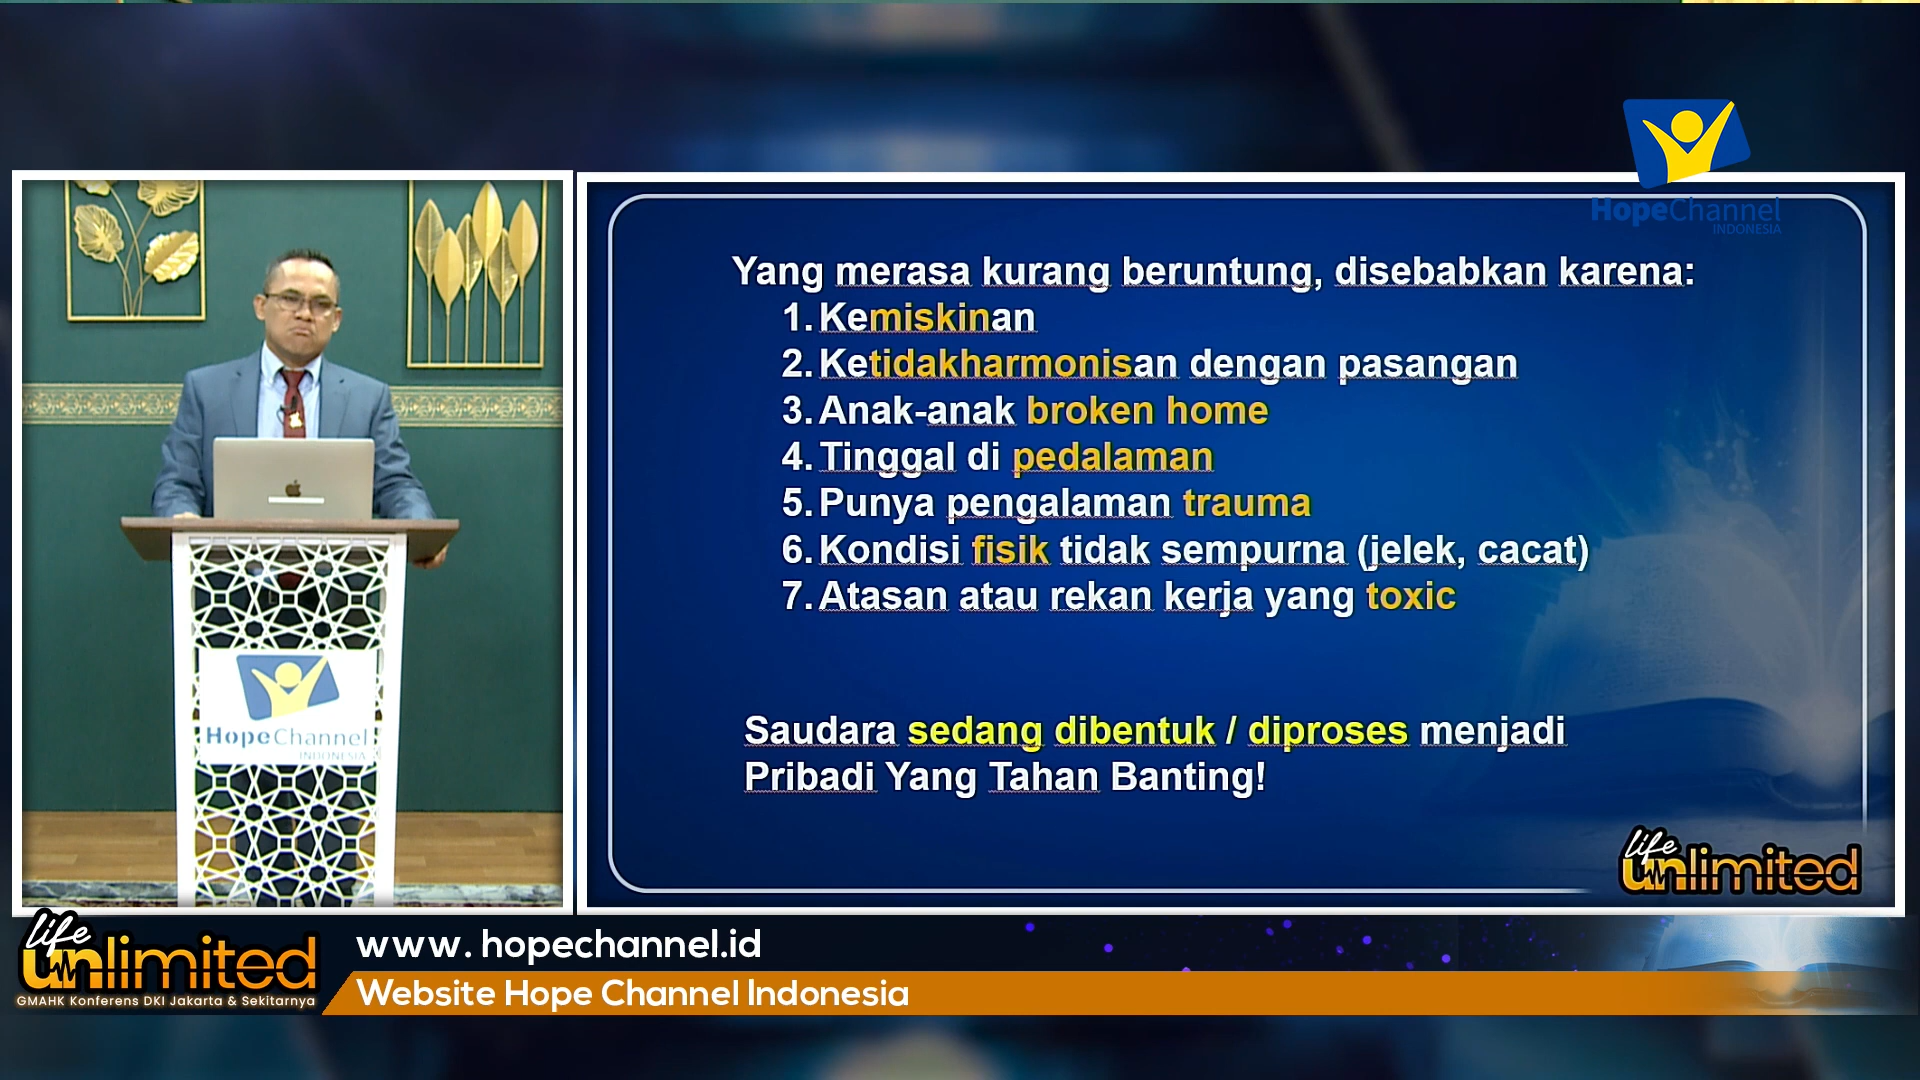 HopeChannel
INDONESIA
Yang merasa kurang beruntung, disebabkan karena:
1. Kemiskinan
2. Ketidakharmonisan dengan pasangan
3. Anak-anak broken home
4. Tinggal di pedalaman
5. Punya pengalaman trauma
6. Kondisi fisik tidak sempurna (jelek, cacat)
7. Atasan atau rekan kerja yang toxic
Saudara sedang dibentuk / diproses menjadi
Pribadi Yang Tahan Banting!
HopeChannel
INDONESIA
life
unlimited
life
unlimited
GMAHK Konferens DKI Jakarta & Sekitarnya
www.hopechannel.id
Website Hope Channel Indonesia